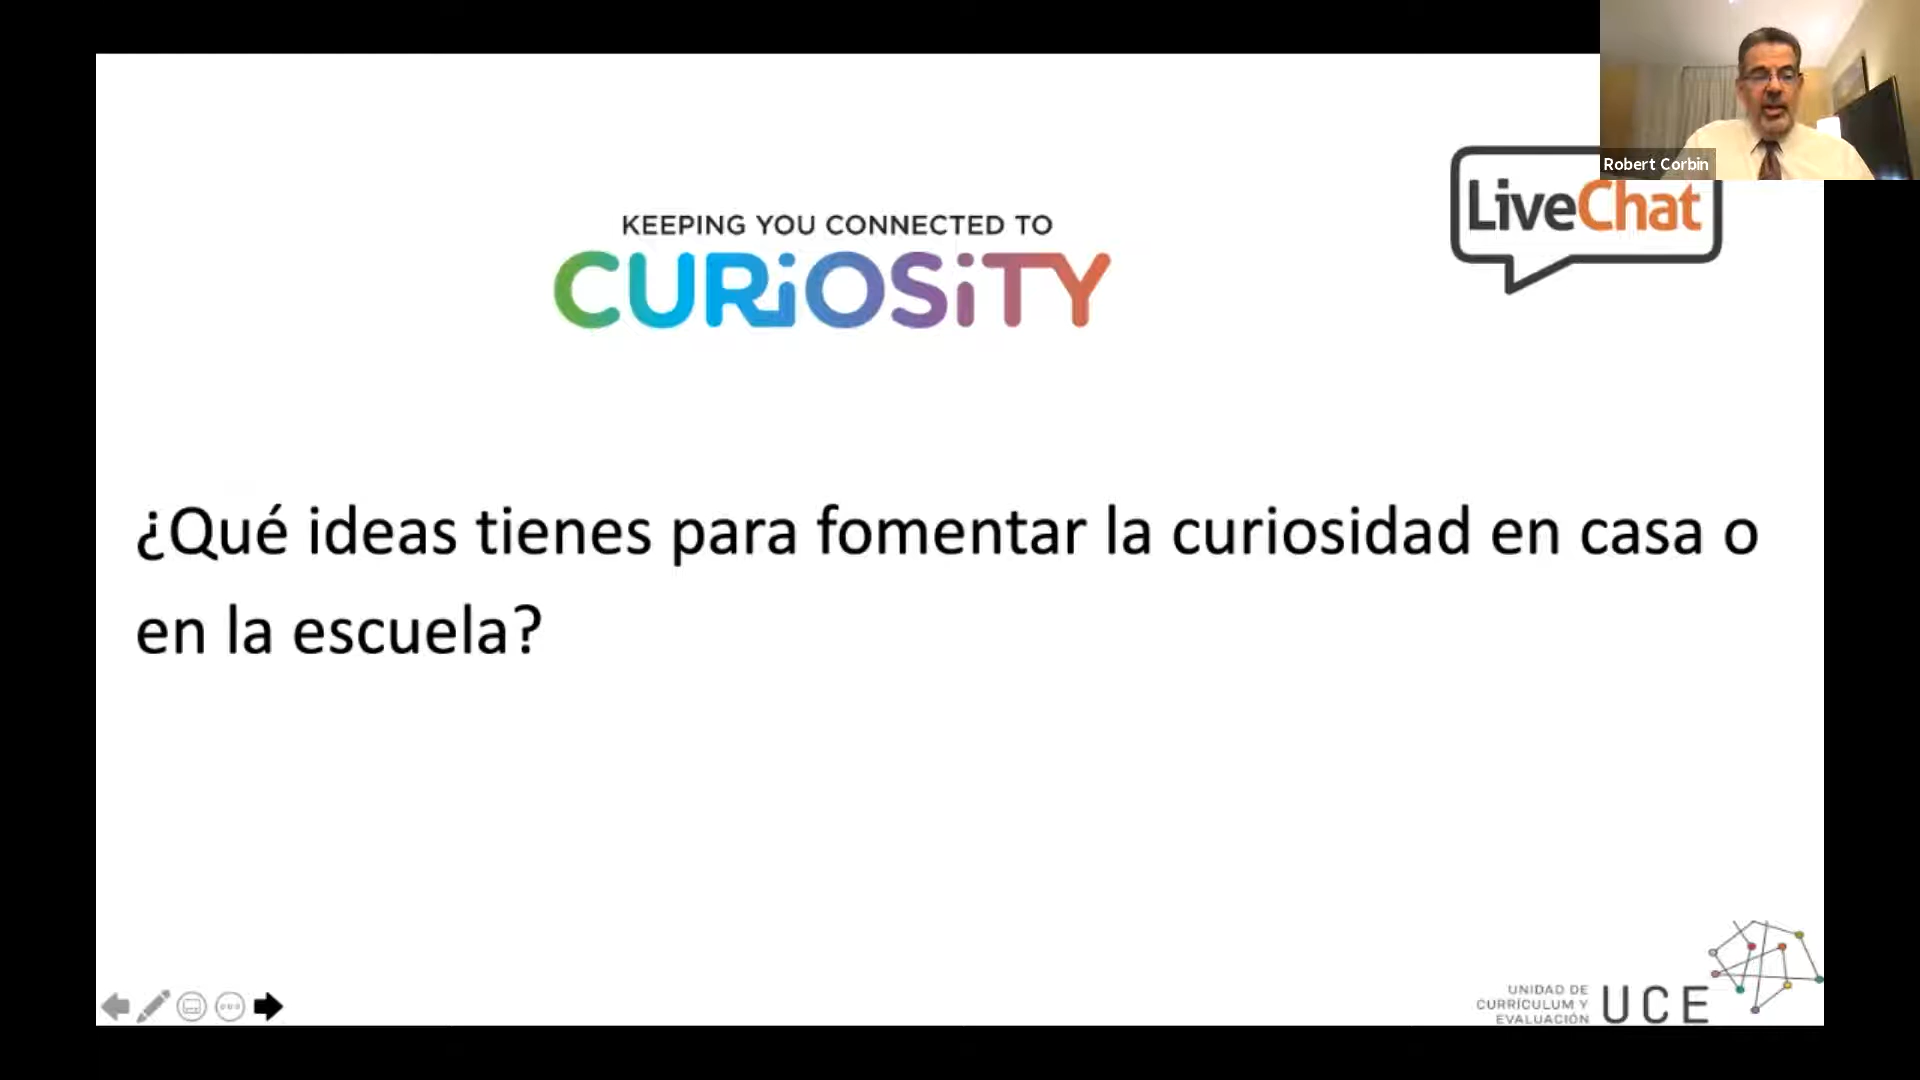 Robert Corbin
LiveChat
KEEPING YOU CONNECTED TO
CURiOSiTY
¿Qué ideas tienes para fomentar la curiosidad en casa o
en la escuela?
UNIDAD DE
CURRÍCULUM Y
EVALUACIÓN
UCE